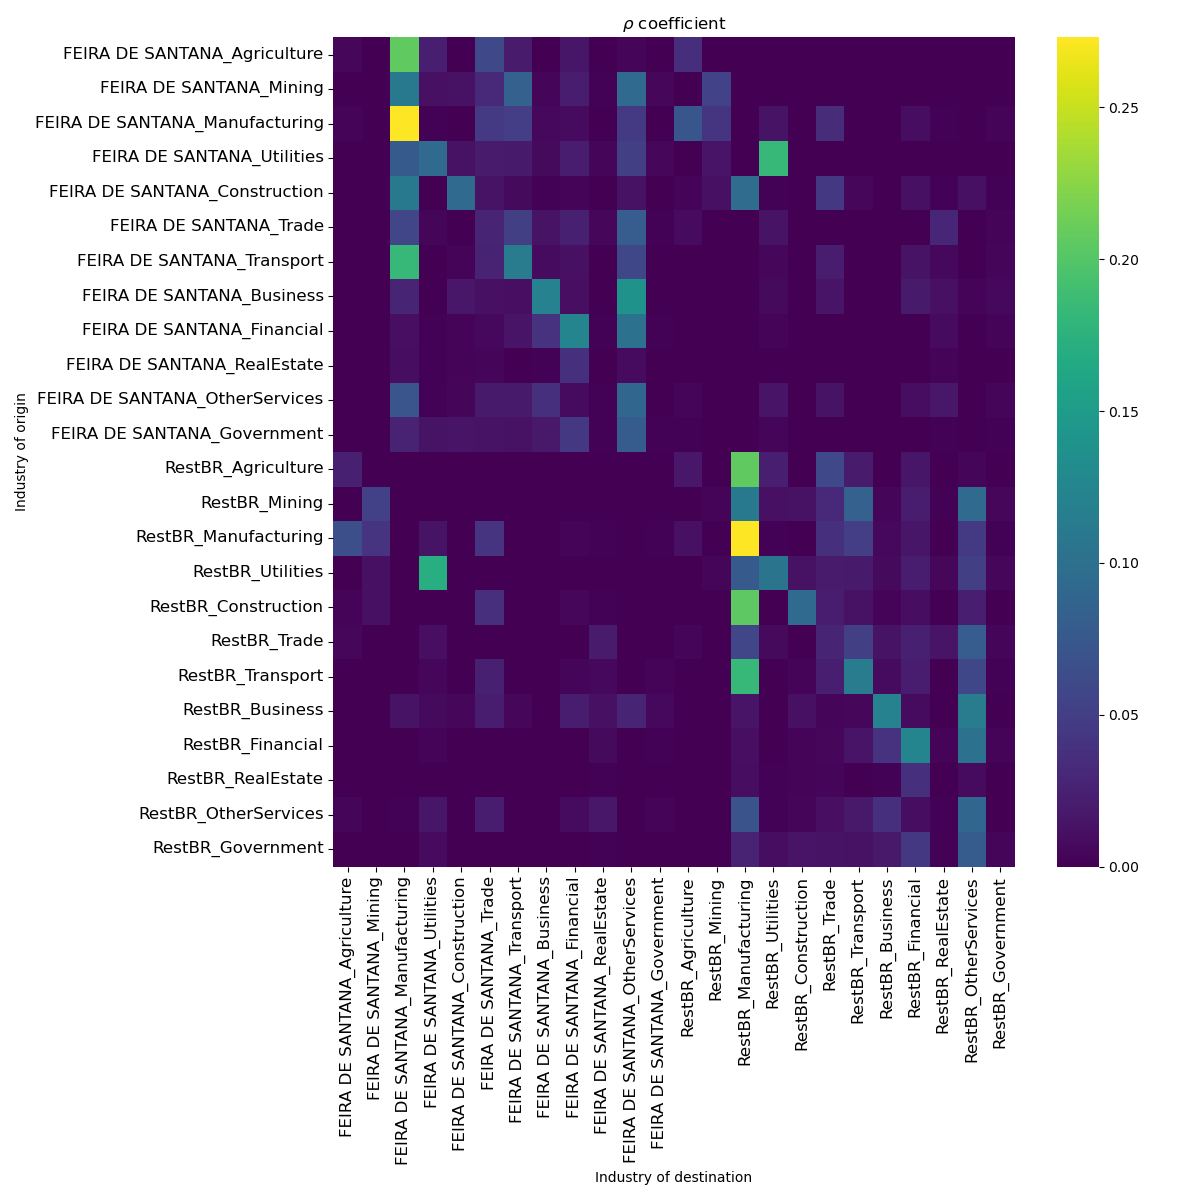 ρ coefficient
FEIRA DE SANTANA_Agriculture
FEIRA DE SANTANA_Mining
FEIRA DE SANTANA_Manufacturing
FEIRA DE SANTANA_Utilities
FEIRA DE SANTANA_Construction
FEIRA DE SANTANA_Trade
FEIRA DE SANTANA_Transport
FEIRA DE SANTANA_Business
FEIRA DE SANTANA_Financial
FEIRA DE SANTANA_RealEstate
FEIRA DE SANTANA_OtherServices
FEIRA DE SANTANA_Government
RestBR_Agriculture
RestBR_Mining
RestBR_Manufacturing
RestBR_Utilities
RestBR_Construction
RestBR_Trade
RestBR_Transport
RestBR_Business
RestBR_Financial
RestBR_RealEstate
RestBR_OtherServices
RestBR_Government
Industry of origin
FEIRA DE SANTANA_Agriculture
FEIRA DE SANTANA_Mining
FEIRA DE SANTANA_Manufacturing
FEIRA DE SANTANA_Utilities
FEIRA DE SANTANA_Construction
FEIRA DE SANTANA_Trade
FEIRA DE SANTANA_Transport
FEIRA DE SANTANA_Business
FEIRA DE SANTANA_Financial
FEIRA DE SANTANA_RealEstate
FEIRA DE SANTANA_OtherServices
FEIRA DE SANTANA_Government
RestBR_Agriculture
RestBR_Mining
RestBR_Manufacturing
RestBR_Utilities
RestBR_Construction
RestBR_Trade
RestBR_Transport
RestBR_Business
RestBR_Financial
RestBR_RealEstate
RestBR_OtherServices
RestBR_Government
Industry of destination
0.25
0.20
0.15
0.10
0.05
0.00